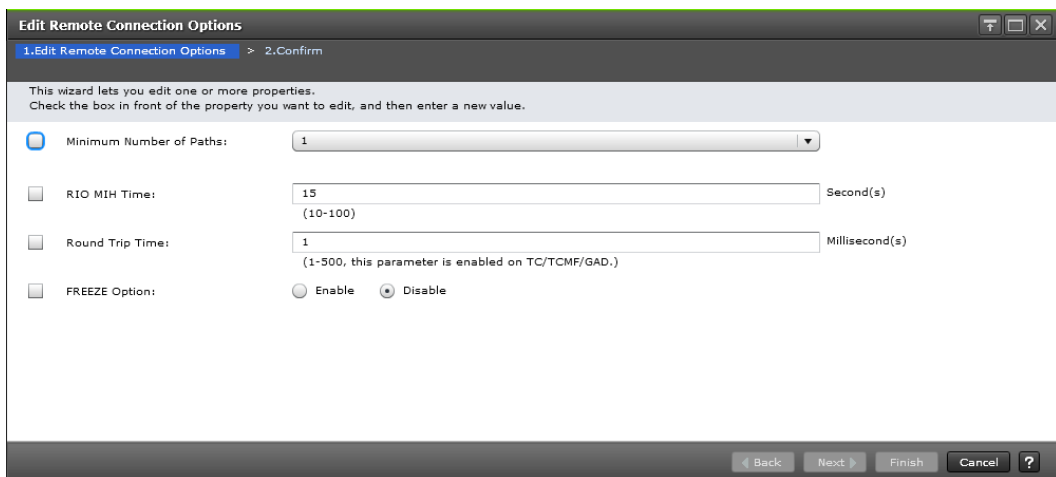 Edit Remote Connection Options
1.Edit Remote Connection Options > 2.Confirm
This wizard lets you edit one or more properties.
Check the box in front of the property you want to edit, and then enter a new value.
Minimum Number of Paths: 1
RIO MIH Time: 15 Second(s)
(10-100)
Round Trip Time: 1 Millisecond(s)
(1-500, this parameter is enabled on TC/TCMF/GAD.)
FREEZE Option: Enable Disable
Back Next Finish Cancel ?